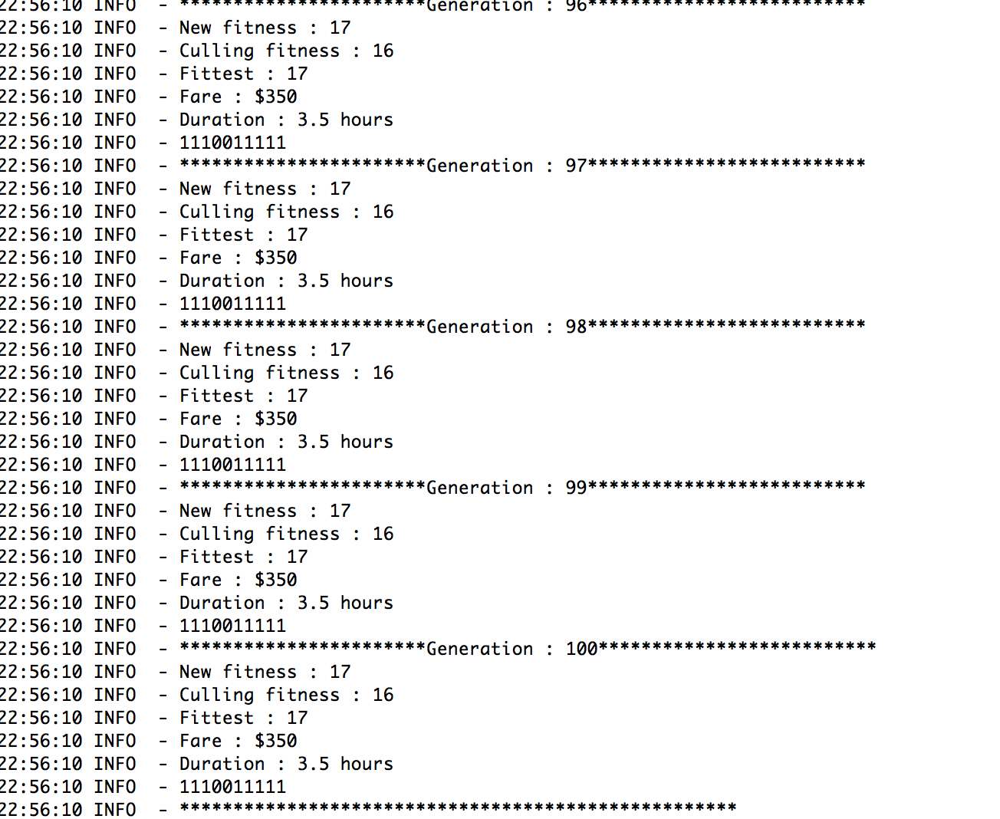 22:56:10 INFO  - ***********************Generation : 96**************************
22:56:10 INFO  - New fitness : 17
22:56:10 INFO  - Culling fitness : 16
22:56:10 INFO  - Fittest : 17
22:56:10 INFO  - Fare : $350
22:56:10 INFO  - Duration : 3.5 hours
22:56:10 INFO  - 1110011111
22:56:10 INFO  - ***********************Generation : 97**************************
22:56:10 INFO  - New fitness : 17
22:56:10 INFO  - Culling fitness : 16
22:56:10 INFO  - Fittest : 17
22:56:10 INFO  - Fare : $350
22:56:10 INFO  - Duration : 3.5 hours
22:56:10 INFO  - 1110011111
22:56:10 INFO  - ***********************Generation : 98**************************
22:56:10 INFO  - New fitness : 17
22:56:10 INFO  - Culling fitness : 16
22:56:10 INFO  - Fittest : 17
22:56:10 INFO  - Fare : $350
22:56:10 INFO  - Duration : 3.5 hours
22:56:10 INFO  - 1110011111
22:56:10 INFO  - ***********************Generation : 99**************************
22:56:10 INFO  - New fitness : 17
22:56:10 INFO  - Culling fitness : 16
22:56:10 INFO  - Fittest : 17
22:56:10 INFO  - Fare : $350
22:56:10 INFO  - Duration : 3.5 hours
22:56:10 INFO  - 1110011111
22:56:10 INFO  - ***********************Generation : 100**************************
22:56:10 INFO  - New fitness : 17
22:56:10 INFO  - Culling fitness : 16
22:56:10 INFO  - Fittest : 17
22:56:10 INFO  - Fare : $350
22:56:10 INFO  - Duration : 3.5 hours
22:56:10 INFO  - 1110011111
22:56:10 INFO  - ****************************************************